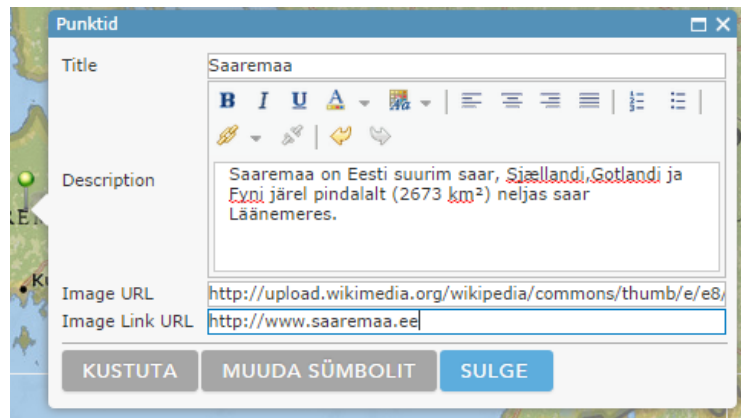 Punktid
Title
Saaremaa
B I U A Aa
Description
Saaremaa on Eesti suurim saar, Sjællandi,Gotlandi ja
Fyni järel pindalalt (2673 km²) neljas saar
Läänemeres.
Image URL
http://upload.wikimedia.org/wikipedia/commons/thumb/e/e8/
Image Link URL
http://www.saaremaa.ee
KUSTUTA
MUUDA SÜMBOLIT
SULGE